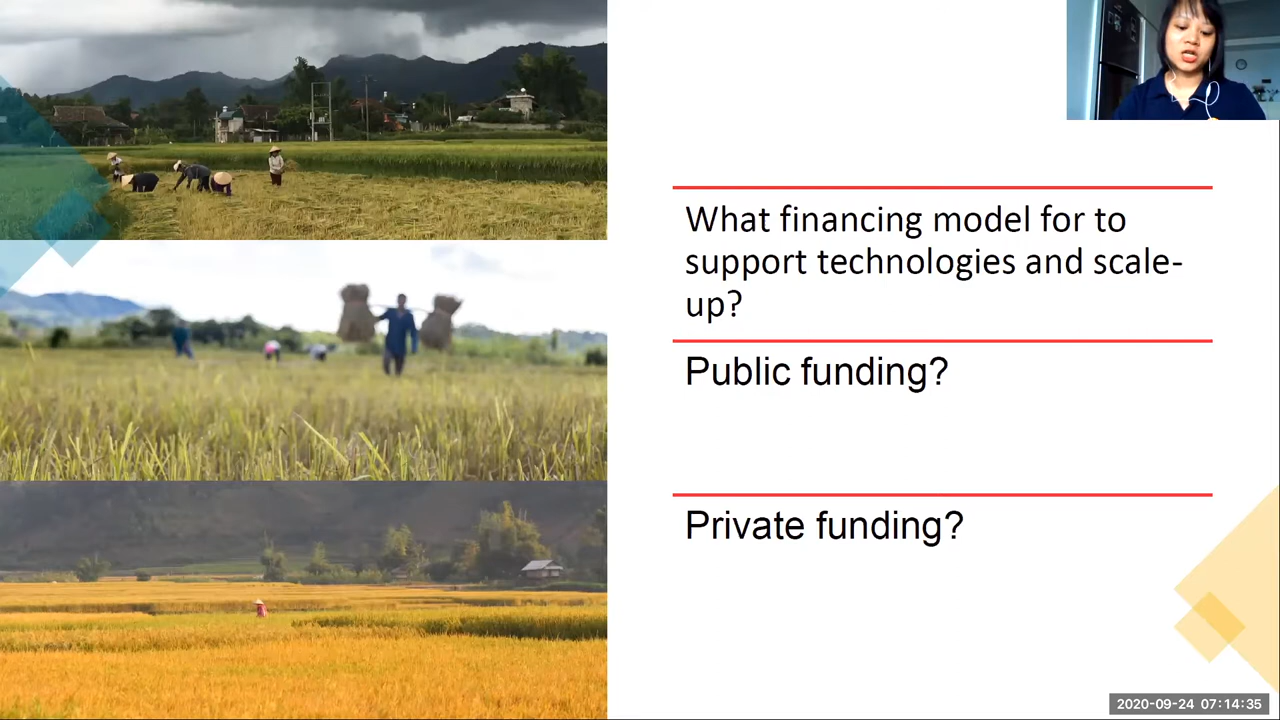 What financing model for to
support technologies and scale-
up?
Public funding?
Private funding?
2020-09-24 07:14:35